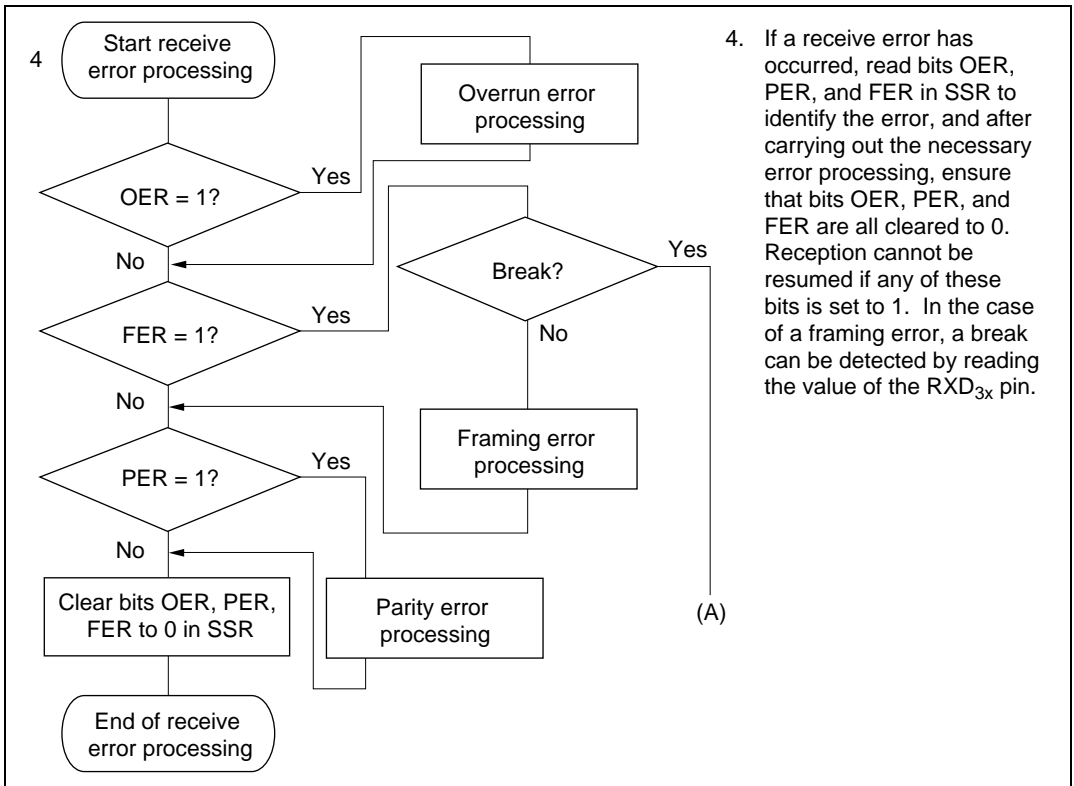 4
Start receive
error processing
OER = 1?
Yes
No
Overrun error
processing
FER = 1?
Yes
No
Break?
Yes
No
Framing error
processing
PER = 1?
Yes
No
Parity error
processing
(A)
Clear bits OER, PER,
FER to 0 in SSR
End of receive
error processing
4. If a receive error has
occurred, read bits OER,
PER, and FER in SSR to
identify the error, and after
carrying out the necessary
error processing, ensure
that bits OER, PER, and
FER are all cleared to 0.
Reception cannot be
resumed if any of these
bits is set to 1. In the case
of a framing error, a break
can be detected by reading
the value of the RXD3x pin.